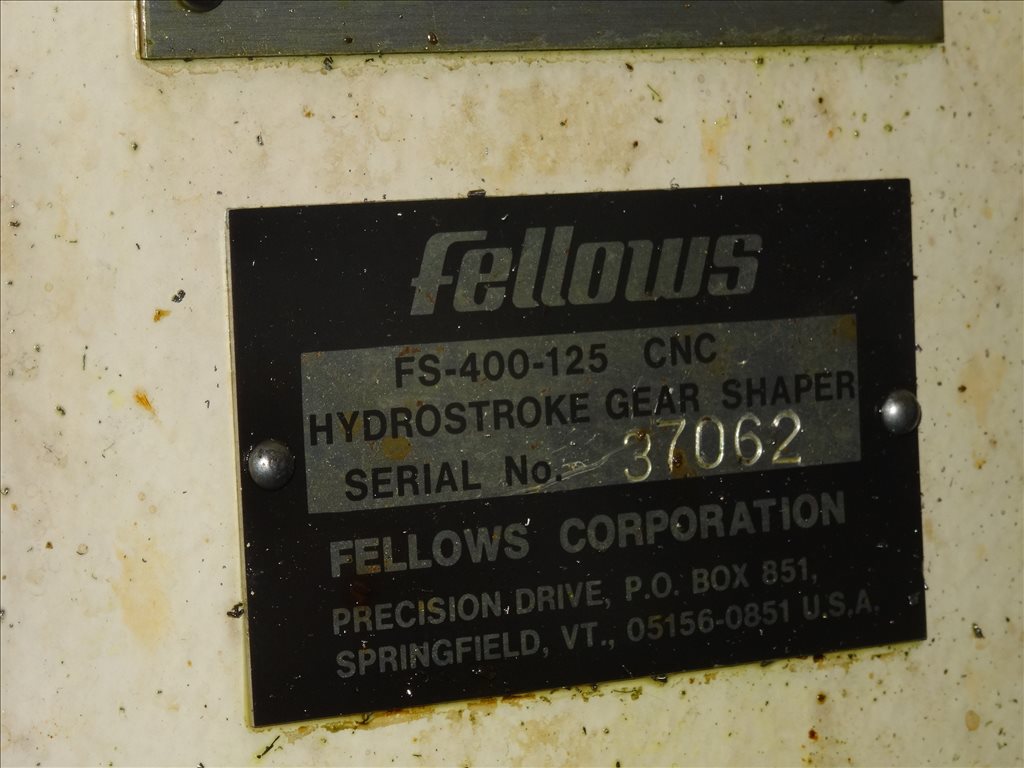 Fellows
FS-400-125 CNC
HYDROSTROKE GEAR SHAPER
SERIAL No. 37062
FELLOWS CORPORATION
PRECISION DRIVE, P.O. BOX 851,
SPRINGFIELD, VT., 05156-0851 U.S.A.